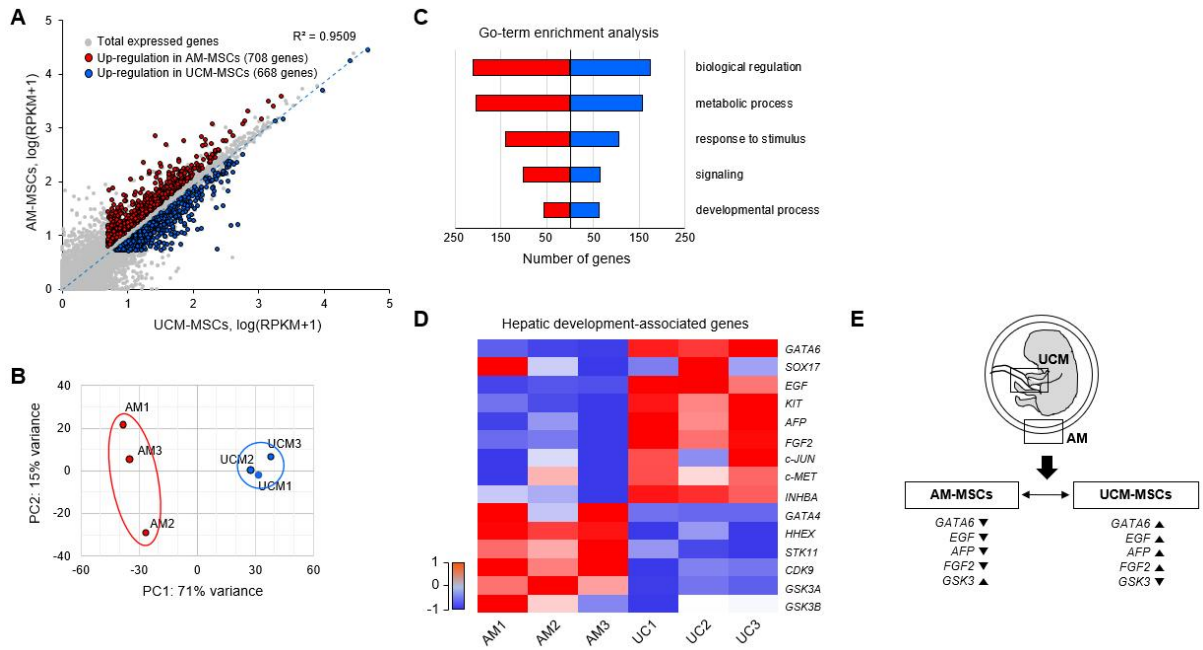 A
5
4
3
2
1
0
AM-MSCs, log(RPKM+1)
Total expressed genes
Up-regulation in AM-MSCs (708 genes)
Up-regulation in UCM-MSCs (668 genes)
R² = 0.9509
0 1 2 3 4 5
UCM-MSCs, log(RPKM+1)
B
40
20
0
-20
-40
PC2: 15% variance
AM1
AM3
AM2
UCM3
UCM2
UCM1
-60 -30 0 30 60
PC1: 71% variance
C
Go-term enrichment analysis
biological regulation
metabolic process
response to stimulus
signaling
developmental process
250 150 50 50 150 250
Number of genes
D
Hepatic development-associated genes
GATA6
SOX17
EGF
KIT
AFP
FGF2
c-JUN
c-MET
INHBA
GATA4
HHEX
STK11
CDK9
GSK3A
GSK3B
1
0
-1
AM1 AM2 AM3 UC1 UC2 UC3
E
UCM
AM
AM-MSCs
UCM-MSCs
GATA6 ▼
EGF ▼
AFP ▼
FGF2 ▼
GSK3 ▲
GATA6 ▲
EGF ▲
AFP ▲
FGF2 ▲
GSK3 ▼